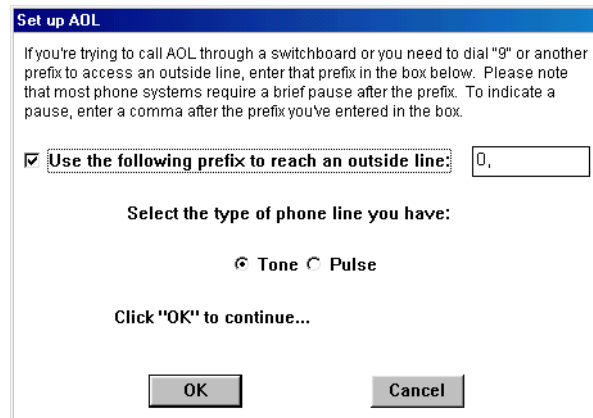 Set up AOL
If you're trying to call AOL through a switchboard or you need to dial "9" or another
prefix to access an outside line, enter that prefix in the box below.  Please note
that most phone systems require a brief pause after the prefix.  To indicate a
pause, enter a comma after the prefix you've entered in the box.
Use the following prefix to reach an outside line: 0,
Select the type of phone line you have:
Tone Pulse
Click "OK" to continue...
OK Cancel